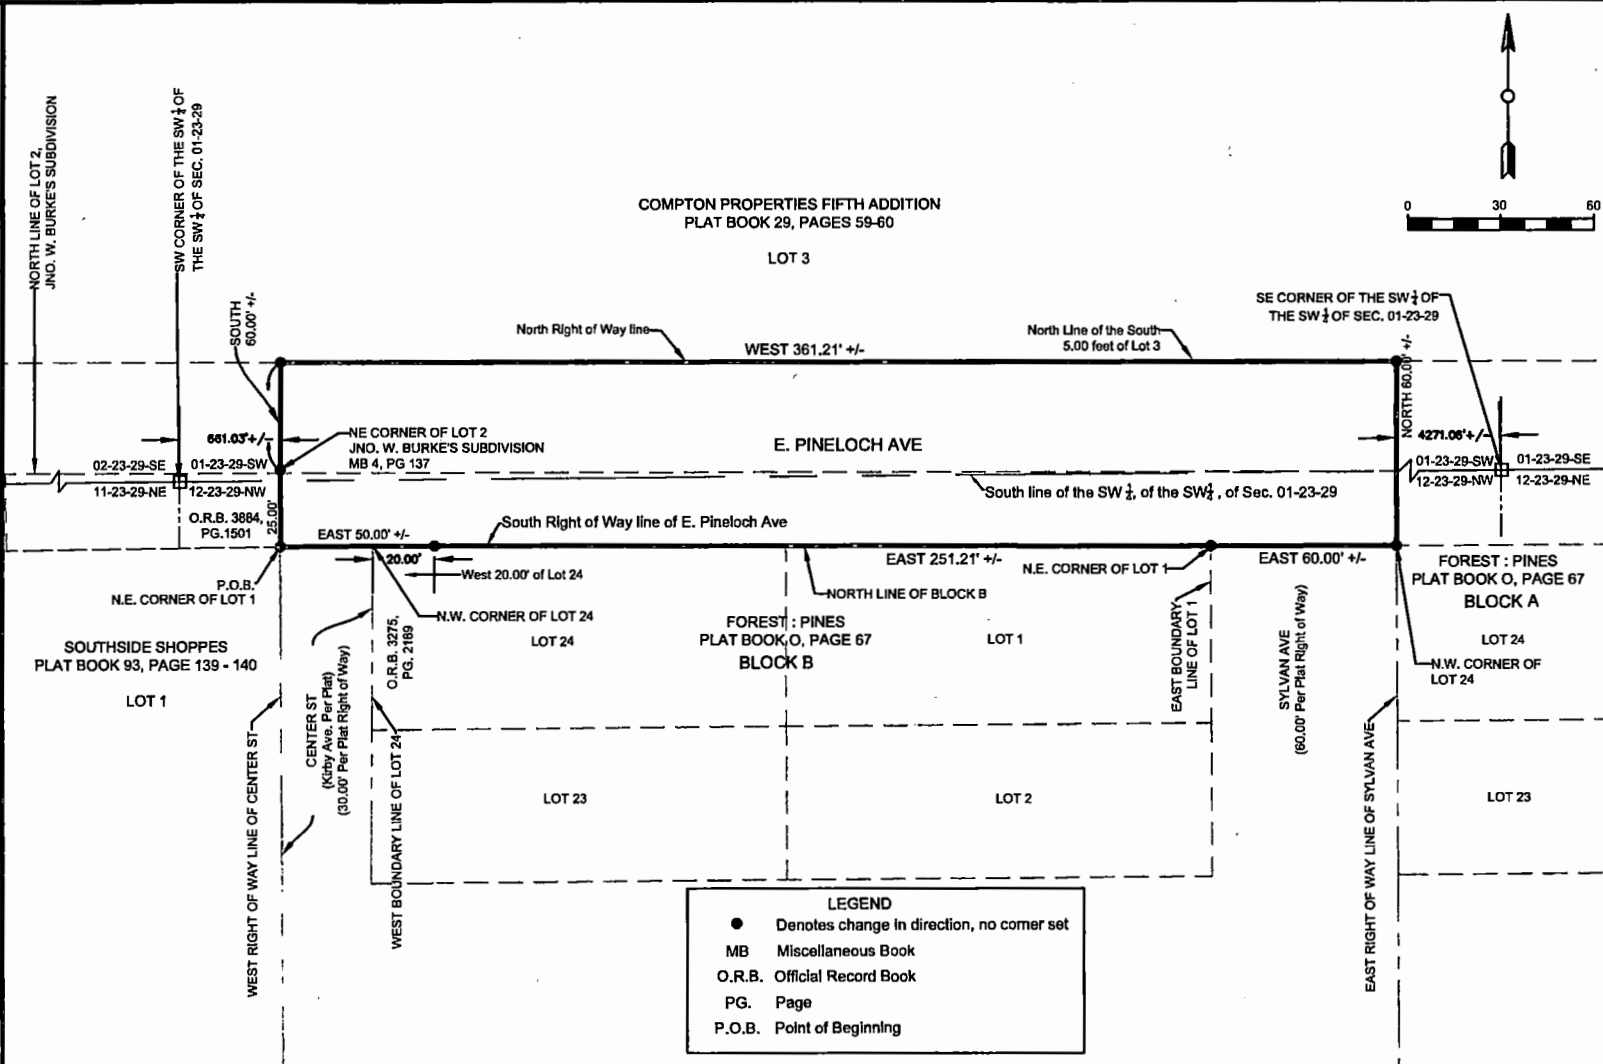 NORTH LINE OF LOT 2,
JNO. W. BURKE'S SUBDIVISION
SW CORNER OF THE SW ¼ OF
THE SW ¼ OF SEC. 01-23-29
COMPTON PROPERTIES FIFTH ADDITION
PLAT BOOK 29, PAGES 59-60
LOT 3
0 30 60
SE CORNER OF THE SW ¼ OF
THE SW ¼ OF SEC. 01-23-29
SOUTH
60.00' +/-
North Right of Way line
WEST 361.21' +/-
North Line of the South
5.00 feet of Lot 3
NORTH 60.00' +/-
661.03'+/-
NE CORNER OF LOT 2
JNO. W. BURKE'S SUBDIVISION
MB 4, PG 137
E. PINELOCH AVE
4271.06'+/-
02-23-29-SE
01-23-29-SW
11-23-29-NE
12-23-29-NW
01-23-29-SW
01-23-29-SE
12-23-29-NW
12-23-29-NE
South line of the SW ¼, of the SW¼, of Sec. 01-23-29
O.R.B. 3884,
PG.1501
25.00'
EAST 50.00' +/-
South Right of Way line of E. Pineloch Ave
20.00'
West 20.00' of Lot 24
EAST 251.21' +/-
N.E. CORNER OF LOT 1
EAST 60.00' +/-
P.O.B.
N.E. CORNER OF LOT 1
NORTH LINE OF BLOCK B
N.W. CORNER OF LOT 24
FOREST : PINES
PLAT BOOK O, PAGE 67
BLOCK A
LOT 24
N.W. CORNER OF
LOT 24
SOUTHSIDE SHOPPES
PLAT BOOK 93, PAGE 139 - 140
LOT 1
CENTER ST
(Kirby Ave. Per Plat)
(30.00' Per Plat Right of Way)
O.R.B. 3275,
PG. 2189
LOT 24
FOREST : PINES
PLAT BOOK O, PAGE 67
BLOCK B
LOT 1
EAST BOUNDARY
LINE OF LOT 1
SYLVAN AVE
(60.00' Per Plat Right of Way)
WEST RIGHT OF WAY LINE OF CENTER ST
WEST BOUNDARY LINE OF LOT 24
EAST RIGHT OF WAY LINE OF SYLVAN AVE
LOT 23
LOT 2
LOT 23
LEGEND
Denotes change in direction, no corner set
MB Miscellaneous Book
O.R.B. Official Record Book
PG. Page
P.O.B. Point of Beginning